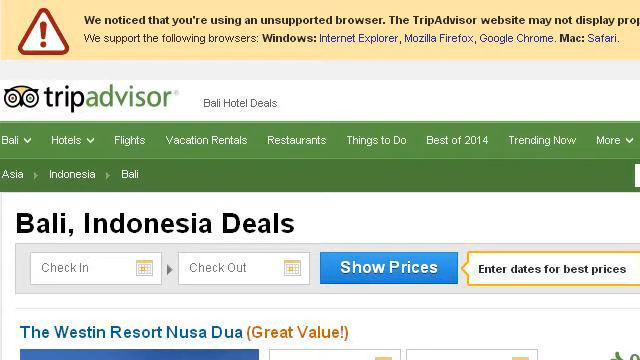 We noticed that you're using an unsupported browser. The TripAdvisor website may not display
We support the following browsers: Windows: Internet Explorer, Mozilla Firefox, Google Chrome. Mac: Safari.
tripadvisor
Bali Hotel Deals
Bali Hotels Flights Vacation Rentals Restaurants Things to Do Best of 2014 Trending Now More
Asia Indonesia Bali
Bali, Indonesia Deals
Check In Check Out Show Prices Enter dates for best prices
The Westin Resort Nusa Dua (Great Value!)